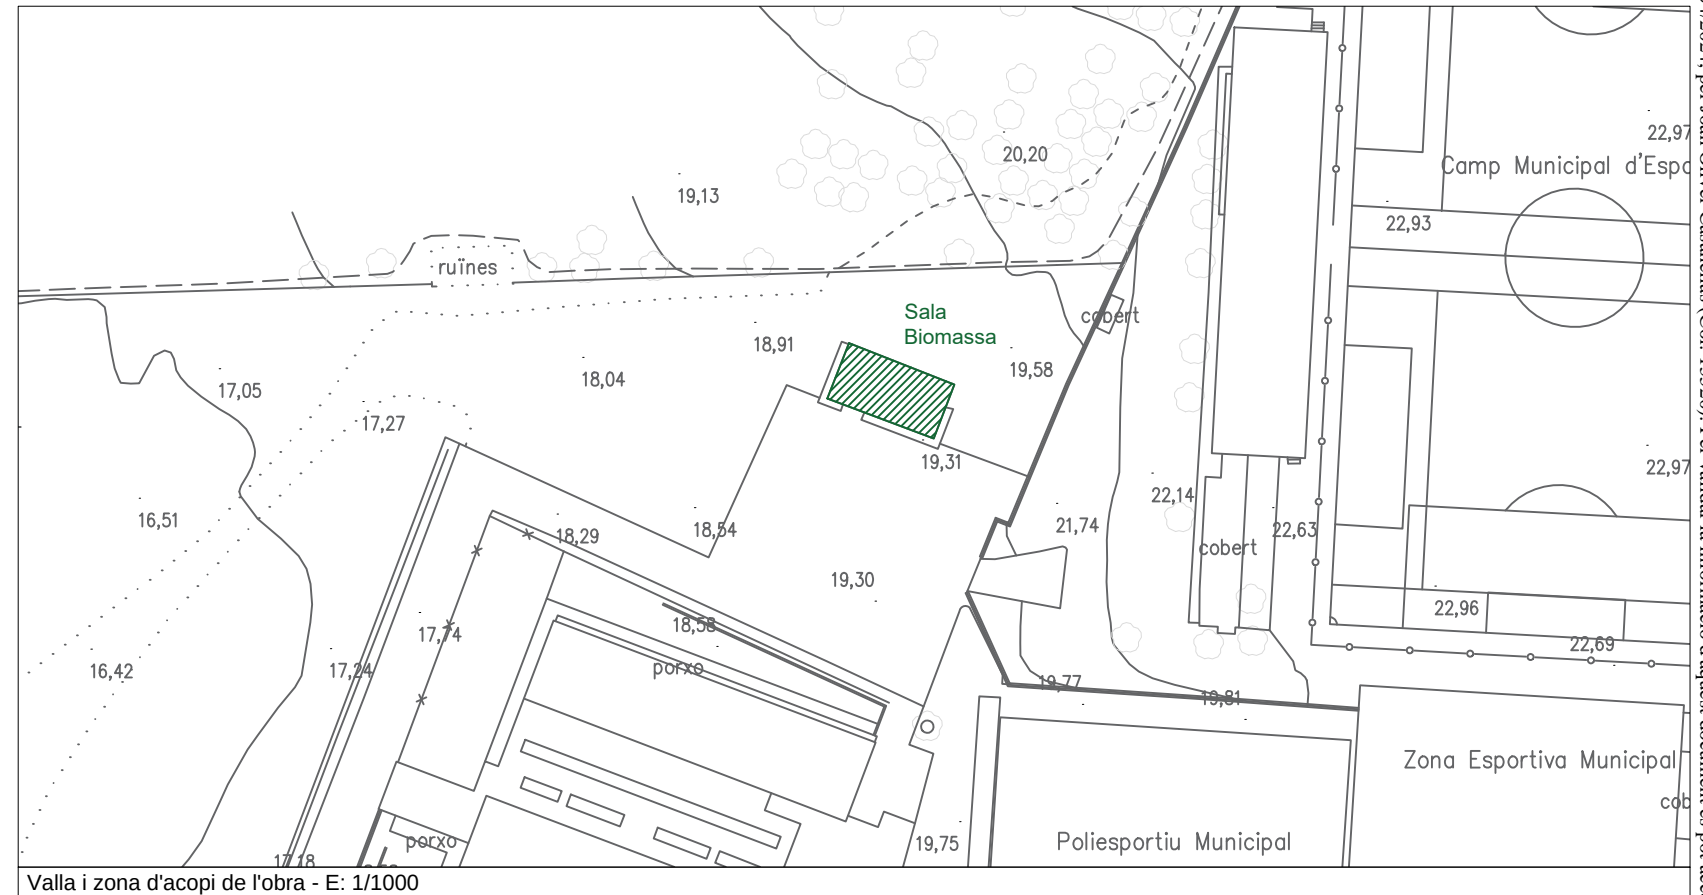 22,97
20,20
Camp Municipal d'Espo
19,13
22,93
ruïnes
Sala
Biomassa
cobert
18,91
19,58
18,04
17,05
17,27
19,31
22,97
22,14
16,51
18,54
21,74
22,63
18,29
cobert
19,30
22,96
18,58
17,74
22,69
porxo
16,42
17,24
19,77
19,81
Zona Esportiva Municipal
cob
porxo
19,75
Poliesportiu Municipal
17,18
Valla i zona d'acopi de l'obra - E: 1/1000